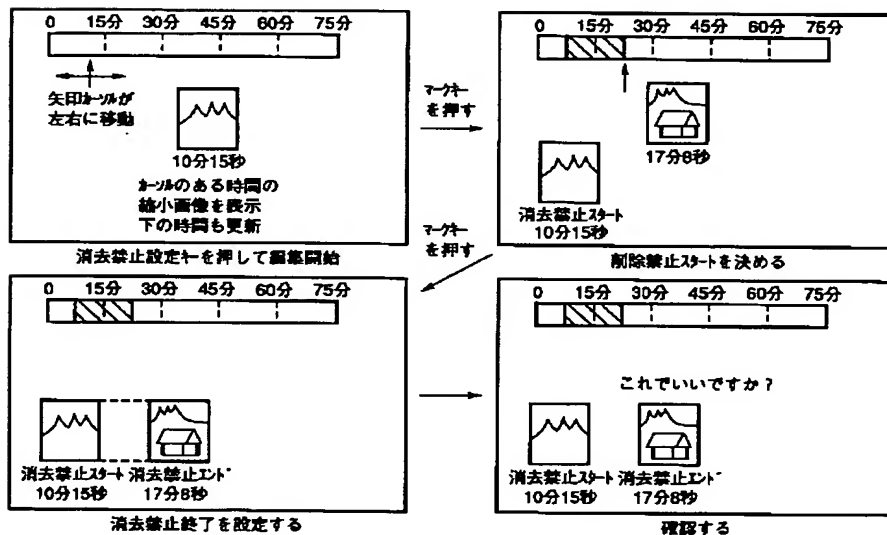 0 15分 30分 45分 60分 75分
矢印カーソルが
左右に移動
10分15秒
カーソルのある時間の
縮小画像を表示
下の時間も更新
消去禁止設定キーを押して編集開始
マークキー
を押す
0 15分 30分 45分 60分 75分
17分8秒
消去禁止スタート
10分15秒
削除禁止スタートを決める
マークキー
を押す
0 15分 30分 45分 60分 75分
消去禁止スタート 消去禁止エンド
10分15秒 17分8秒
消去禁止終了を設定する
0 15分 30分 45分 60分 75分
これでいいですか?
消去禁止スタート 消去禁止エンド
10分15秒 17分8秒
確認する